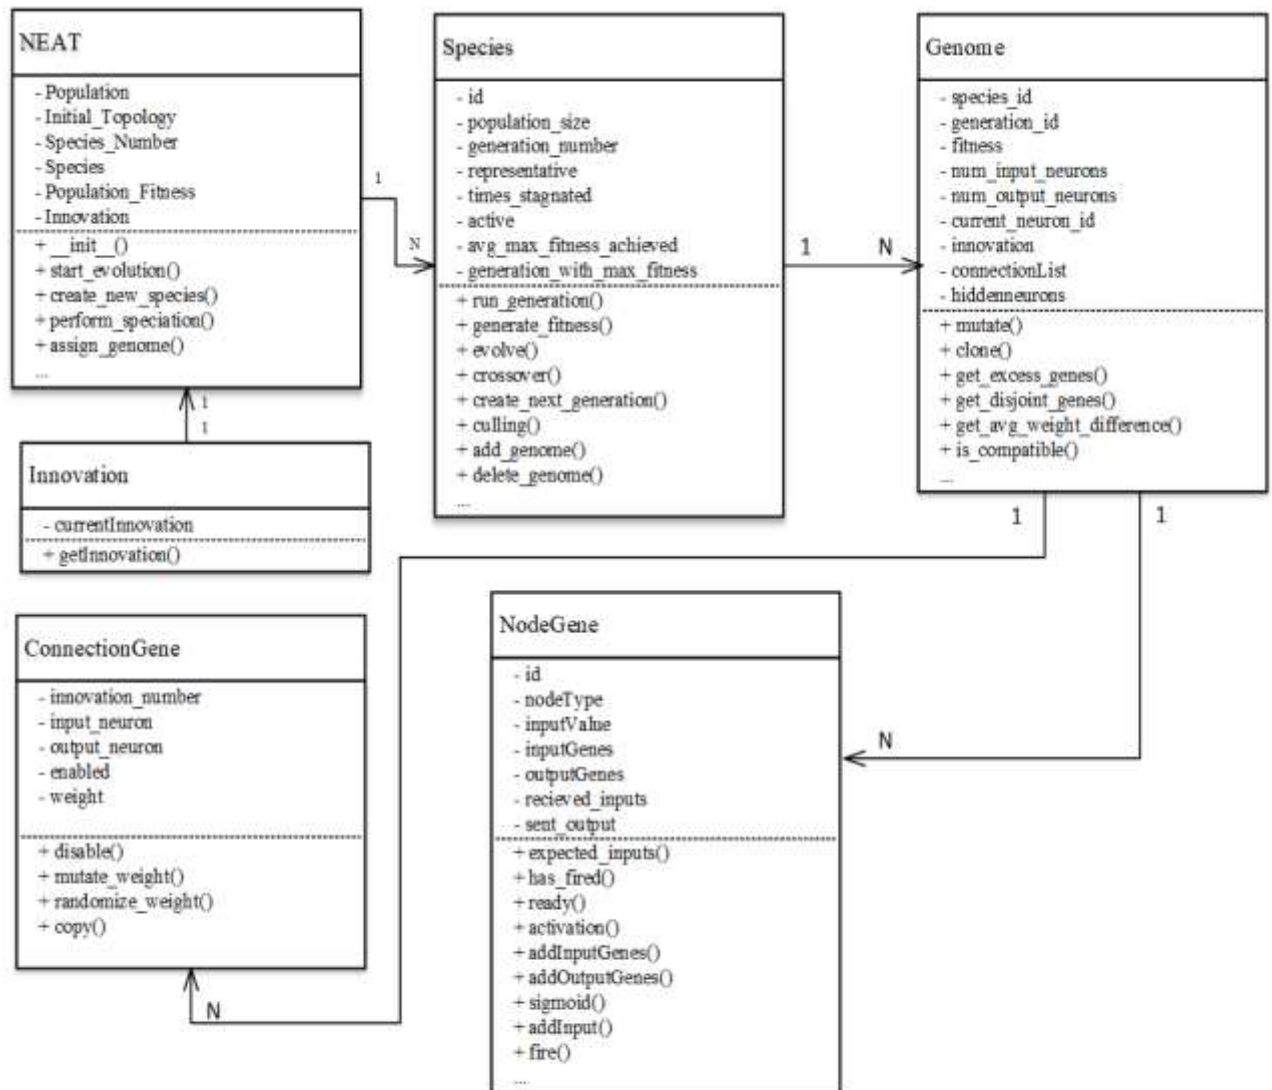 NEAT
- Population
- Initial_Topology
- Species_Number
- Species
- Population_Fitness
- Innovation
+ __init__()
+ start_evolution()
+ create_new_species()
+ perform_speciation()
+ assign_genome()
...
1
N
Species
- id
- population_size
- generation_number
- representative
- times_stagnated
- active
- avg_max_fitness_achieved
- generation_with_max_fitness
+ run_generation()
+ generate_fitness()
+ evolve()
+ crossover()
+ create_next_generation()
+ culling()
+ add_genome()
+ delete_genome()
...
1
N
Genome
- species_id
- generation_id
- fitness
- num_input_neurons
- num_output_neurons
- current_neuron_id
- innovation
- connectionList
- hiddenneurons
+ mutate()
+ clone()
+ get_excess_genes()
+ get_disjoint_genes()
+ get_avg_weight_difference()
+ is_compatible()
...
1
1
1
1
Innovation
- currentInnovation
+ getInnovation()
ConnectionGene
- innovation_number
- input_neuron
- output_neuron
- enabled
- weight
+ disable()
+ mutate_weight()
+ randomize_weight()
+ copy()
N
NodeGene
- id
- nodeType
- inputValue
- inputGenes
- outputGenes
- recieved_inputs
- sent_output
+ expected_inputs()
+ has_fired()
+ ready()
+ activation()
+ addInputGenes()
+ addOutputGenes()
+ sigmoid()
+ addInput()
+ fire()
....
N